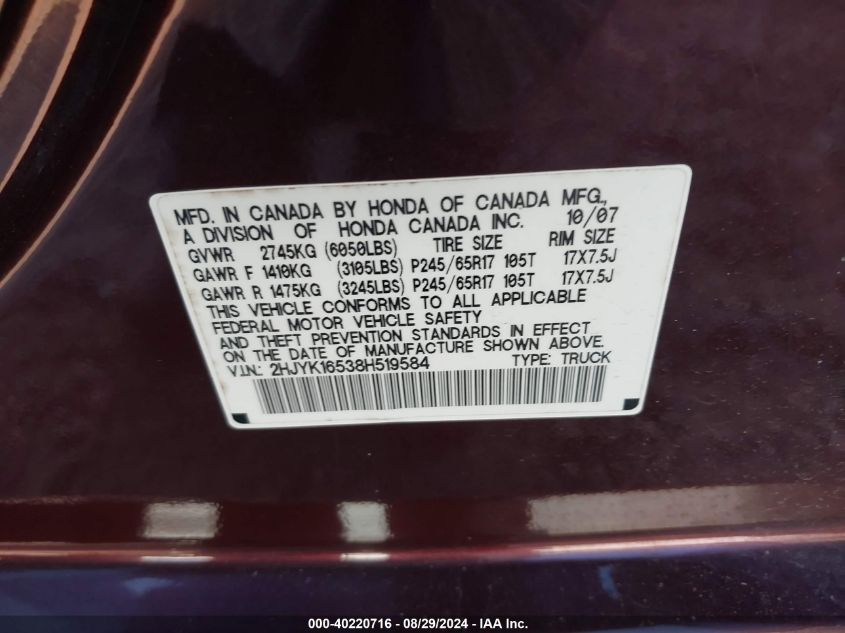 MFD. IN CANADA BY HONDA OF CANADA MFG.,
A DIVISION OF HONDA CANADA INC. 10/07
GVWR 2745KG (6050LBS) TIRE SIZE RIM SIZE
GAWR F 1410KG (3105LBS) P245/65R17 105T 17X7.5J
GAWR R 1475KG (3245LBS) P245/65R17 105T 17X7.5J
THIS VEHICLE CONFORMS TO ALL APPLICABLE
FEDERAL MOTOR VEHICLE SAFETY
AND THEFT PREVENTION STANDARDS IN EFFECT
ON THE DATE OF MANUFACTURE SHOWN ABOVE.
V.I.N.: 2HJYK16538H519584 TYPE: TRUCK
000-40220716 - 08/29/2024 - IAA Inc.